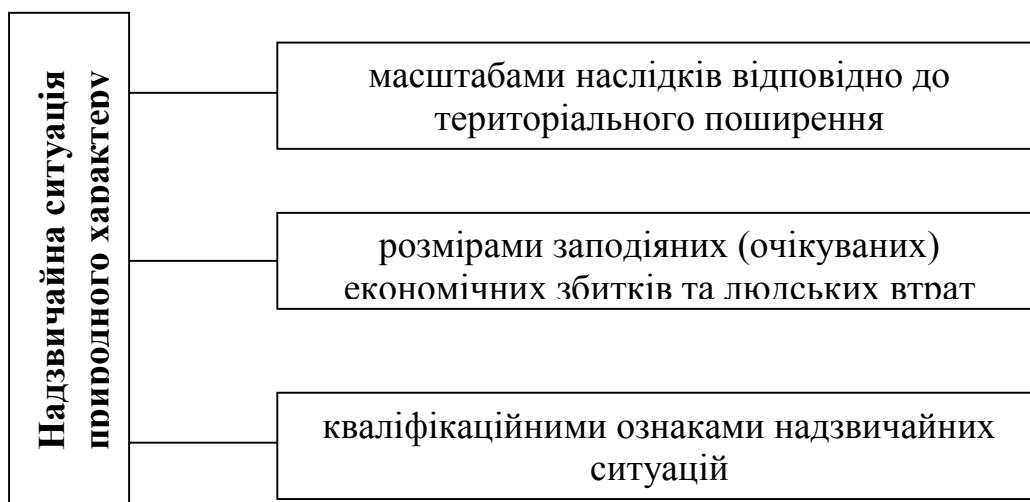 Надзвичайна ситуація
природного характеру
масштабами наслідків відповідно до
територіального поширення
розмірами заподіяних (очікуваних)
економічних збитків та людських втрат
кваліфікаційними ознаками надзвичайних
ситуацій